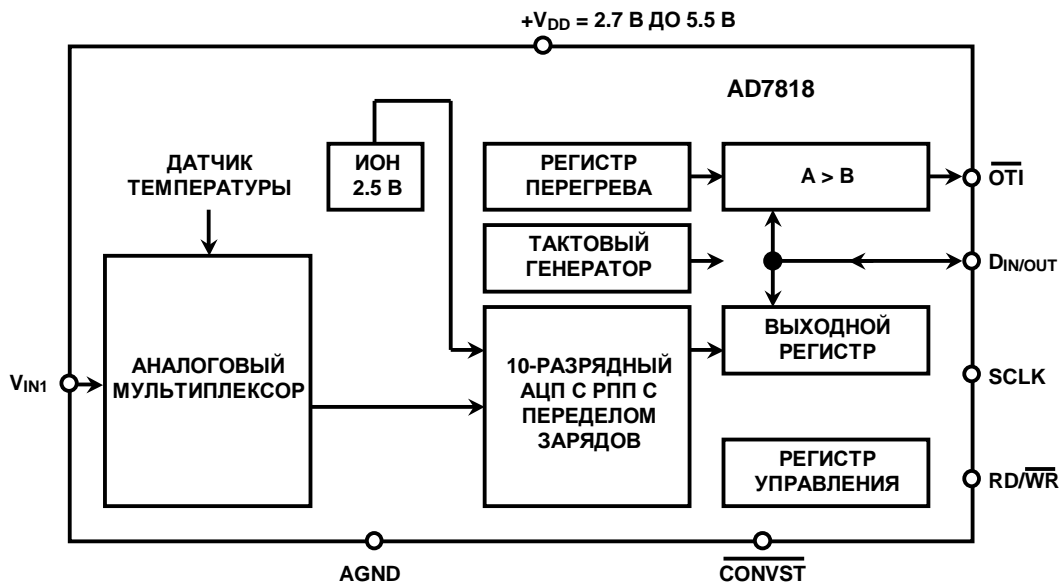 +VDD = 2.7 В ДО 5.5 В
AD7818
ДАТЧИК
ТЕМПЕРАТУРЫ
ИОН
2.5 В
РЕГИСТР
ПЕРЕГРЕВА
A > B
OTI
ТАКТОВЫЙ
ГЕНЕРАТОР
DIN/OUT
АНАЛОГОВЫЙ
МУЛЬТИПЛЕКСОР
VIN1
10-РАЗРЯДНЫЙ
АЦП С РПП С
ПЕРЕДЕЛОМ
ЗАРЯДОВ
ВЫХОДНОЙ
РЕГИСТР
SCLK
РЕГИСТР
УПРАВЛЕНИЯ
RD/WR
AGND
CONVST